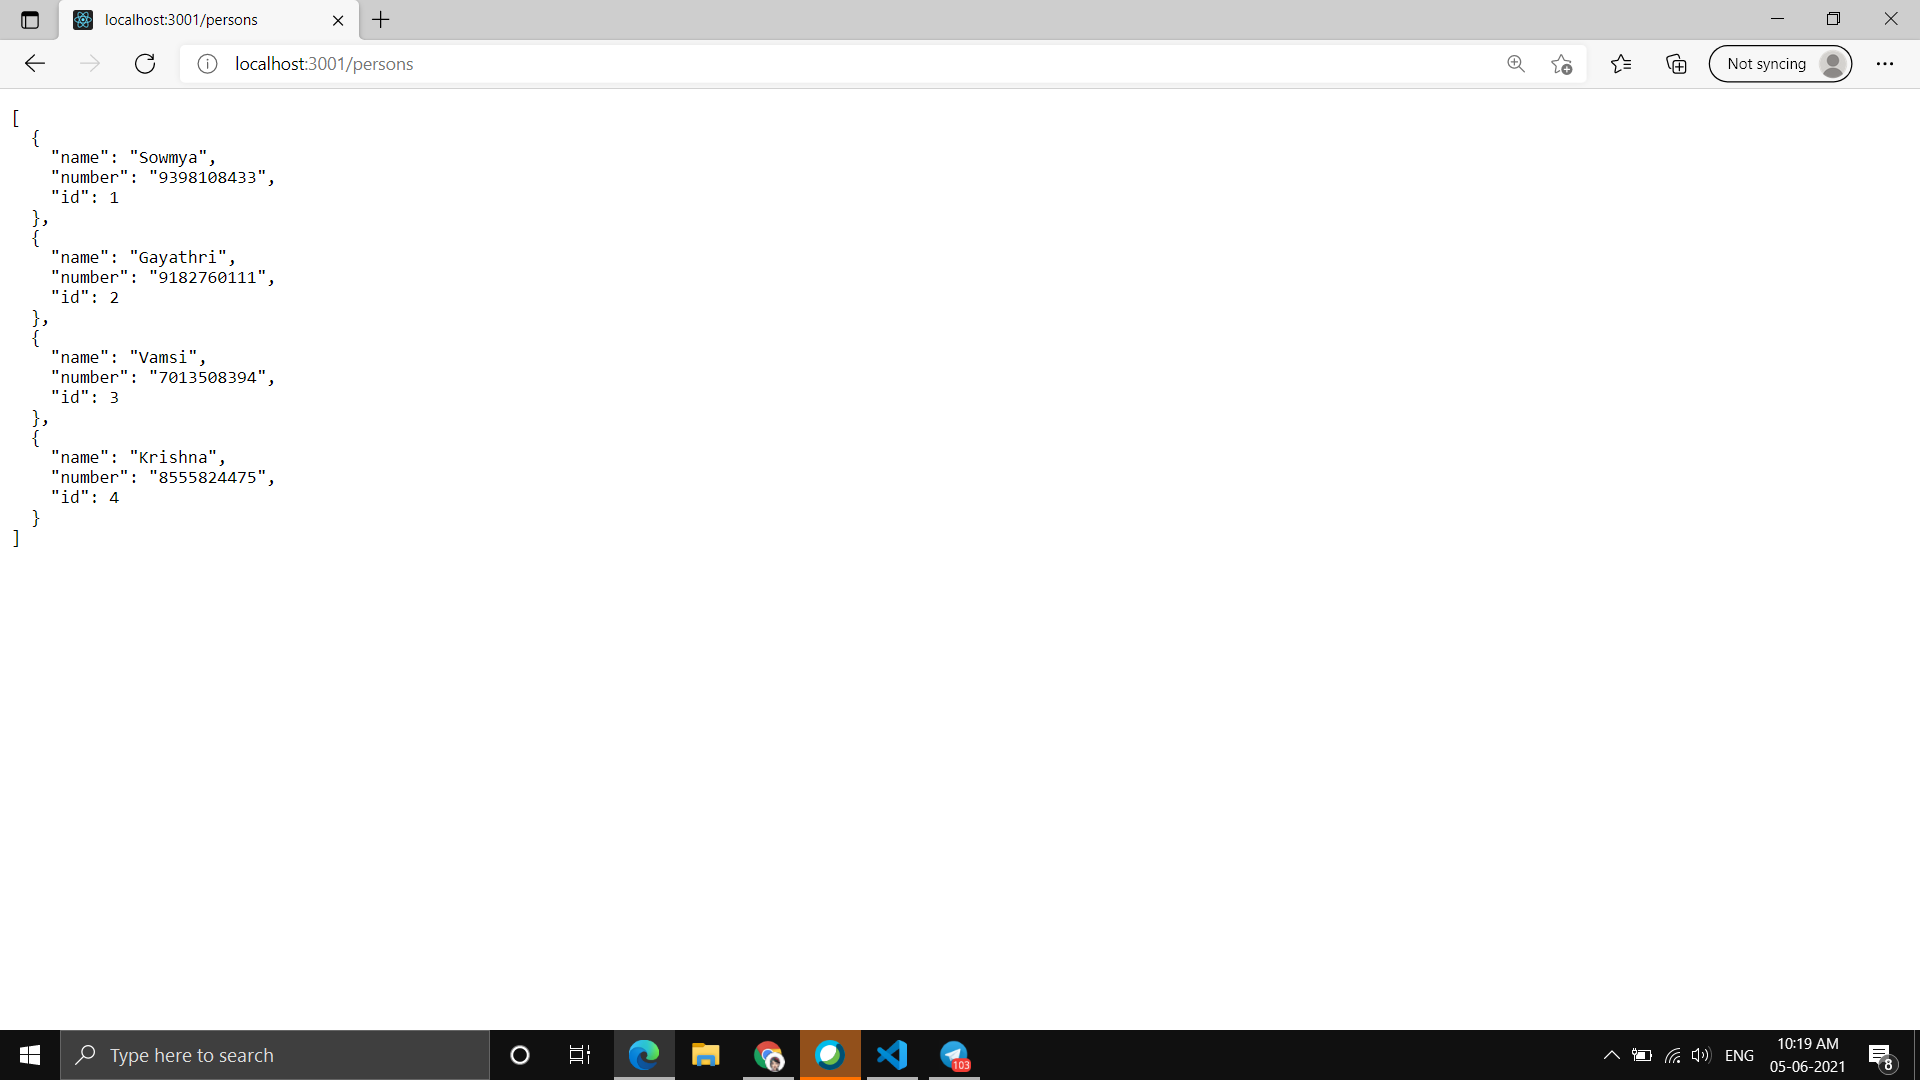 localhost:3001/persons
localhost:3001/persons
Not syncing
[
  {
    "name": "Sowmya",
    "number": "9398108433",
    "id": 1
  },
  {
    "name": "Gayathri",
    "number": "9182760111",
    "id": 2
  },
  {
    "name": "Vamsi",
    "number": "7013508394",
    "id": 3
  },
  {
    "name": "Krishna",
    "number": "8555824475",
    "id": 4
  }
]
Type here to search
103
ENG
10:19 AM
05-06-2021
8